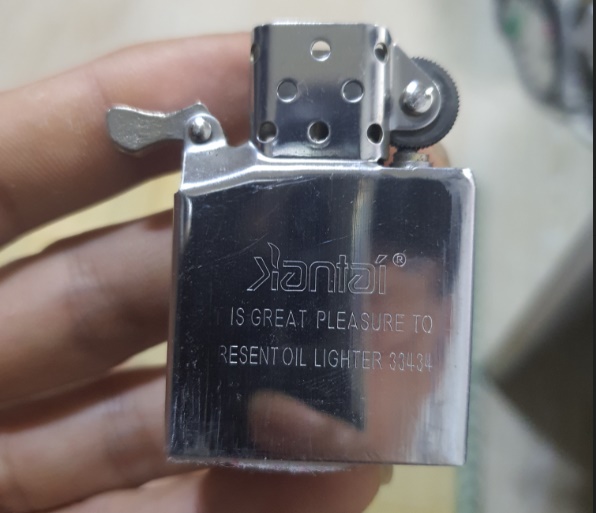 Kantai®
IS GREAT PLEASURE TO
RESENT OIL LIGHTER 33434